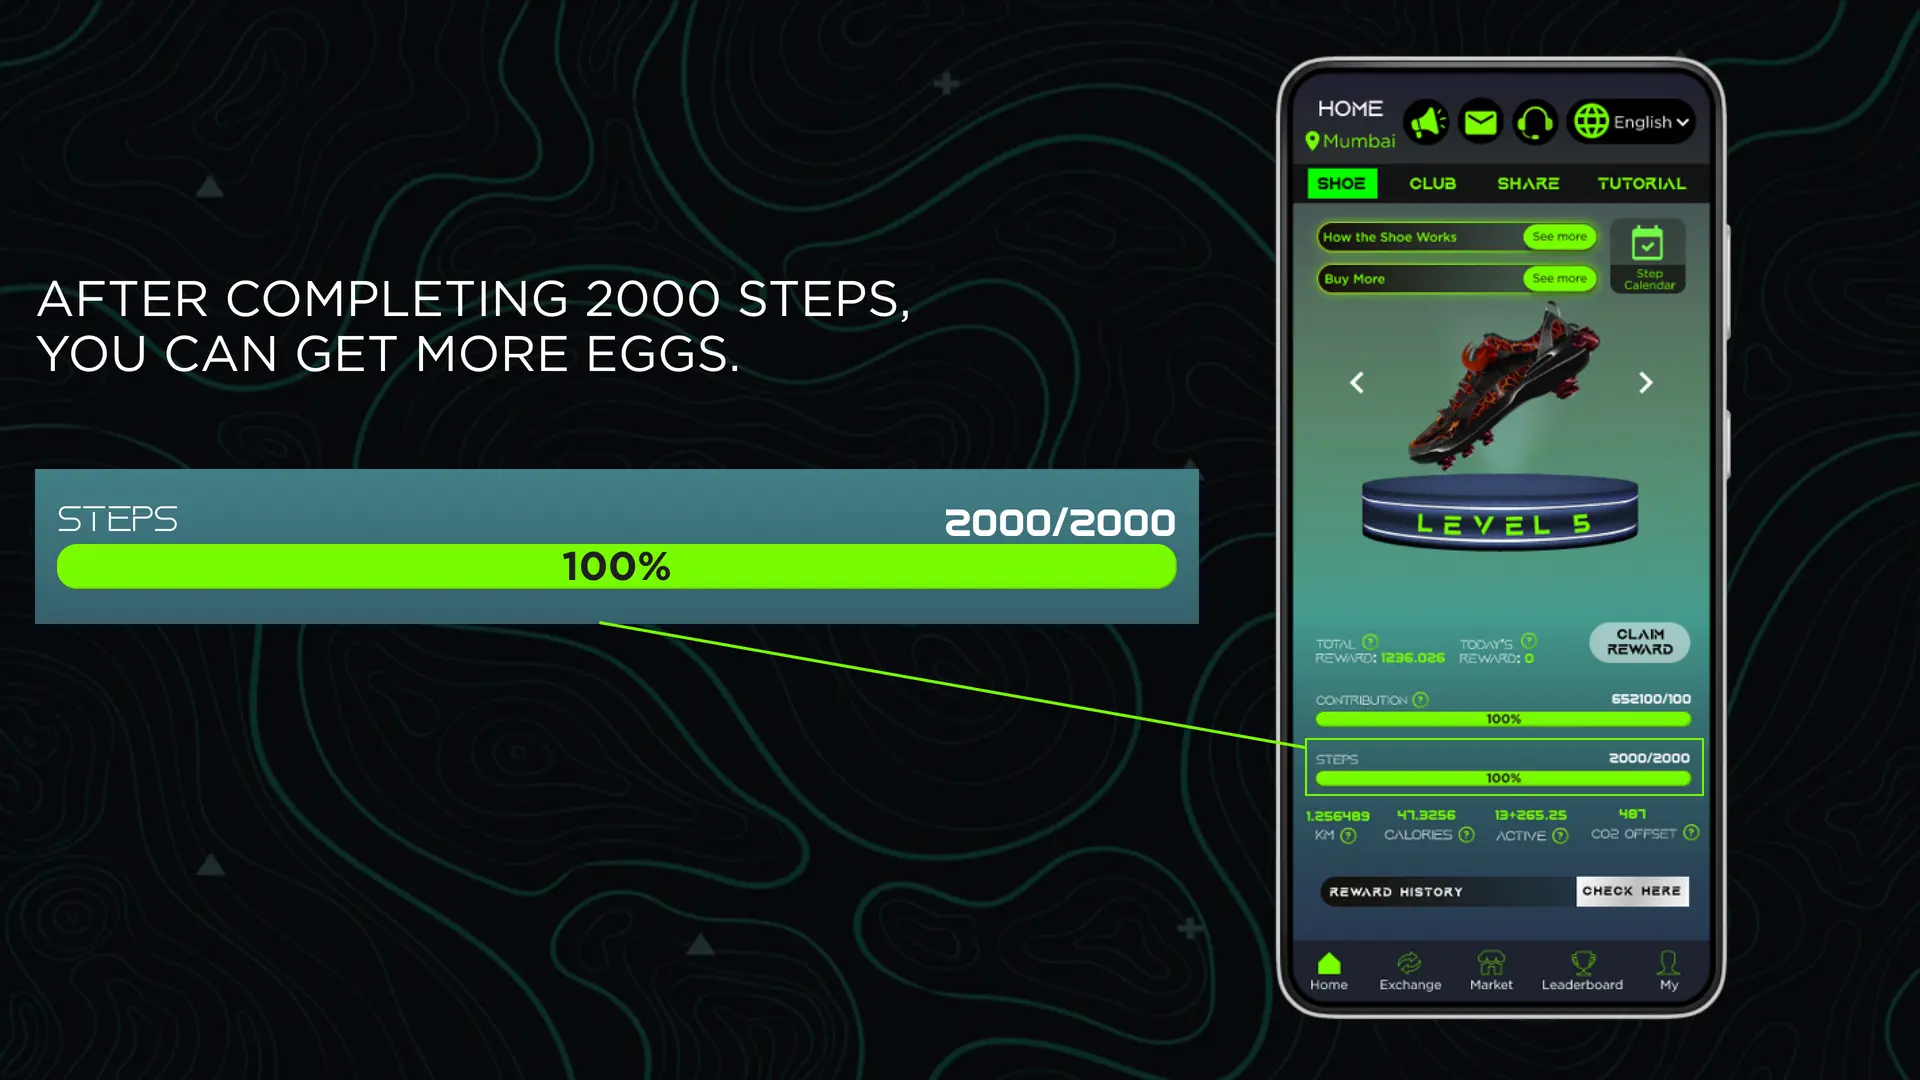 AFTER COMPLETING 2000 STEPS,
YOU CAN GET MORE EGGS.
STEPS
2000/2000
100%
HOME
Mumbai
English
SHOE CLUB SHARE TUTORIAL
How the Shoe Works See more
Buy More See more
Step
Calendar
LEVEL 5
TOTAL ?
REWARD: 1236.026
TODAY'S ?
REWARD: 0
CLAIM
REWARD
CONTRIBUTION ? 652100/100
100%
STEPS 2000/2000
100%
1.256489 47.3256 13+265.25 487
KM ? CALORIES ? ACTIVE ? CO2 OFFSET ?
REWARD HISTORY CHECK HERE
Home Exchange Market Leaderboard My